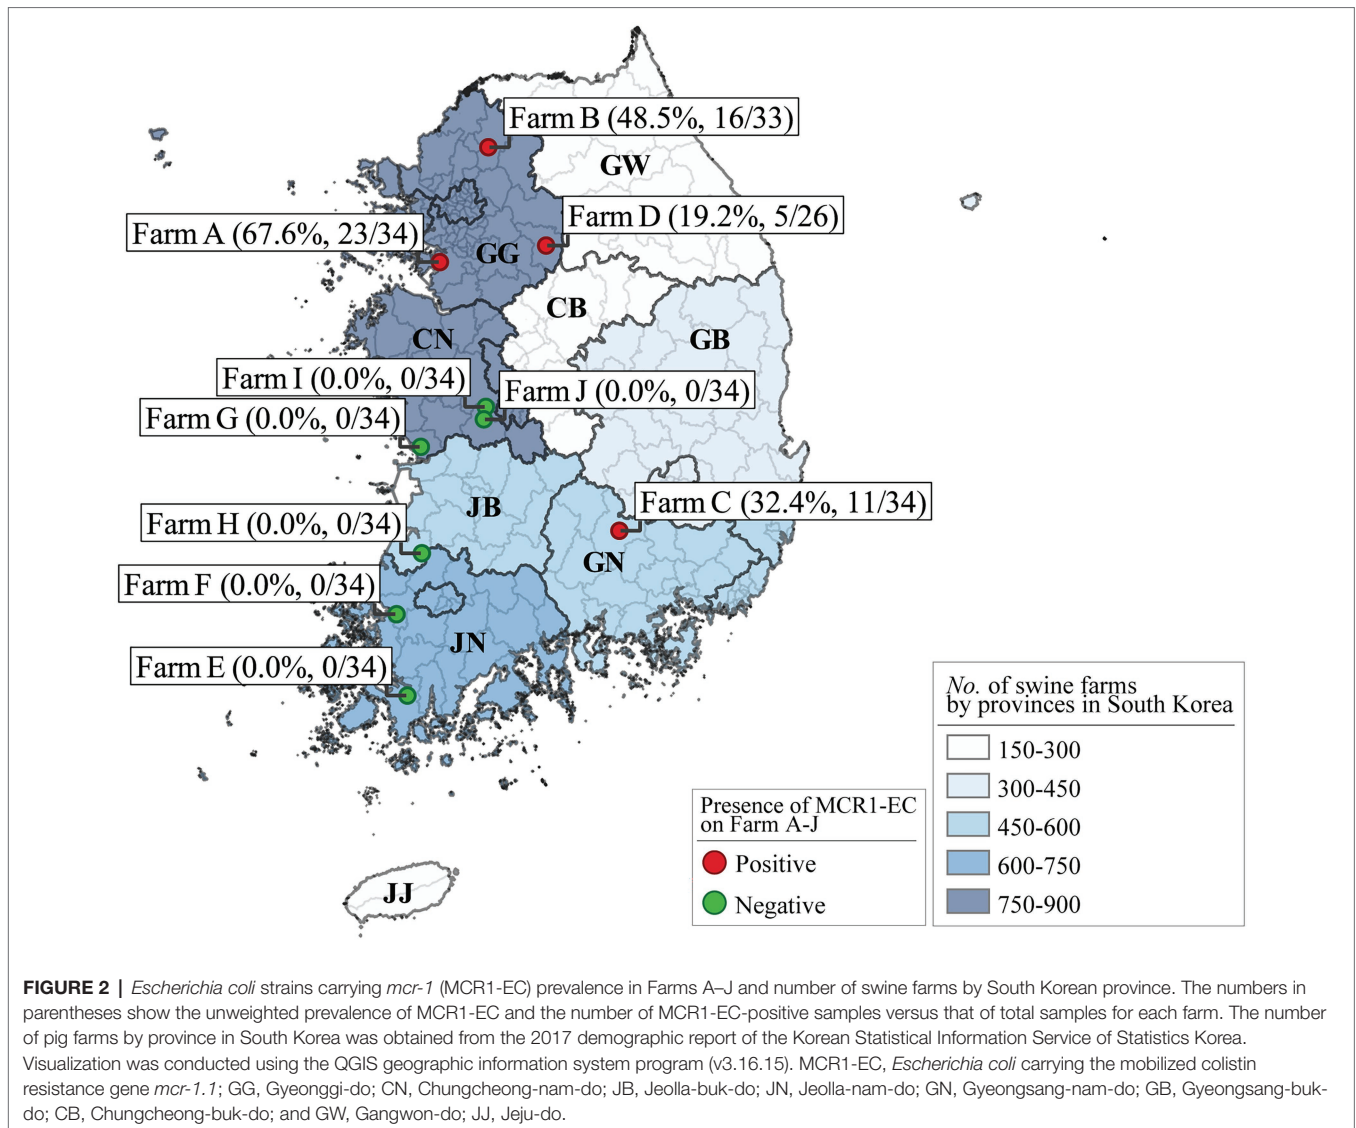 Farm B (48.5%, 16/33)
GW
Farm D (19.2%, 5/26)
Farm A (67.6%, 23/34)
GG
CB
CN
GB
Farm I (0.0%, 0/34)
Farm J (0.0%, 0/34)
Farm G (0.0%, 0/34)
Farm C (32.4%, 11/34)
JB
Farm H (0.0%, 0/34)
GN
Farm F (0.0%, 0/34)
JN
Farm E (0.0%, 0/34)
No. of swine farms
by provinces in South Korea
150-300
300-450
450-600
600-750
750-900
Presence of MCR1-EC
on Farm A-J
Positive
Negative
JJ
FIGURE 2 | Escherichia coli strains carrying mcr-1 (MCR1-EC) prevalence in Farms A–J and number of swine farms by South Korean province. The numbers in
parentheses show the unweighted prevalence of MCR1-EC and the number of MCR1-EC-positive samples versus that of total samples for each farm. The number
of pig farms by province in South Korea was obtained from the 2017 demographic report of the Korean Statistical Information Service of Statistics Korea.
Visualization was conducted using the QGIS geographic information system program (v3.16.15). MCR1-EC, Escherichia coli carrying the mobilized colistin
resistance gene mcr-1.1; GG, Gyeonggi-do; CN, Chungcheong-nam-do; JB, Jeolla-buk-do; JN, Jeolla-nam-do; GN, Gyeongsang-nam-do; GB, Gyeongsang-buk-
do; CB, Chungcheong-buk-do; and GW, Gangwon-do; JJ, Jeju-do.